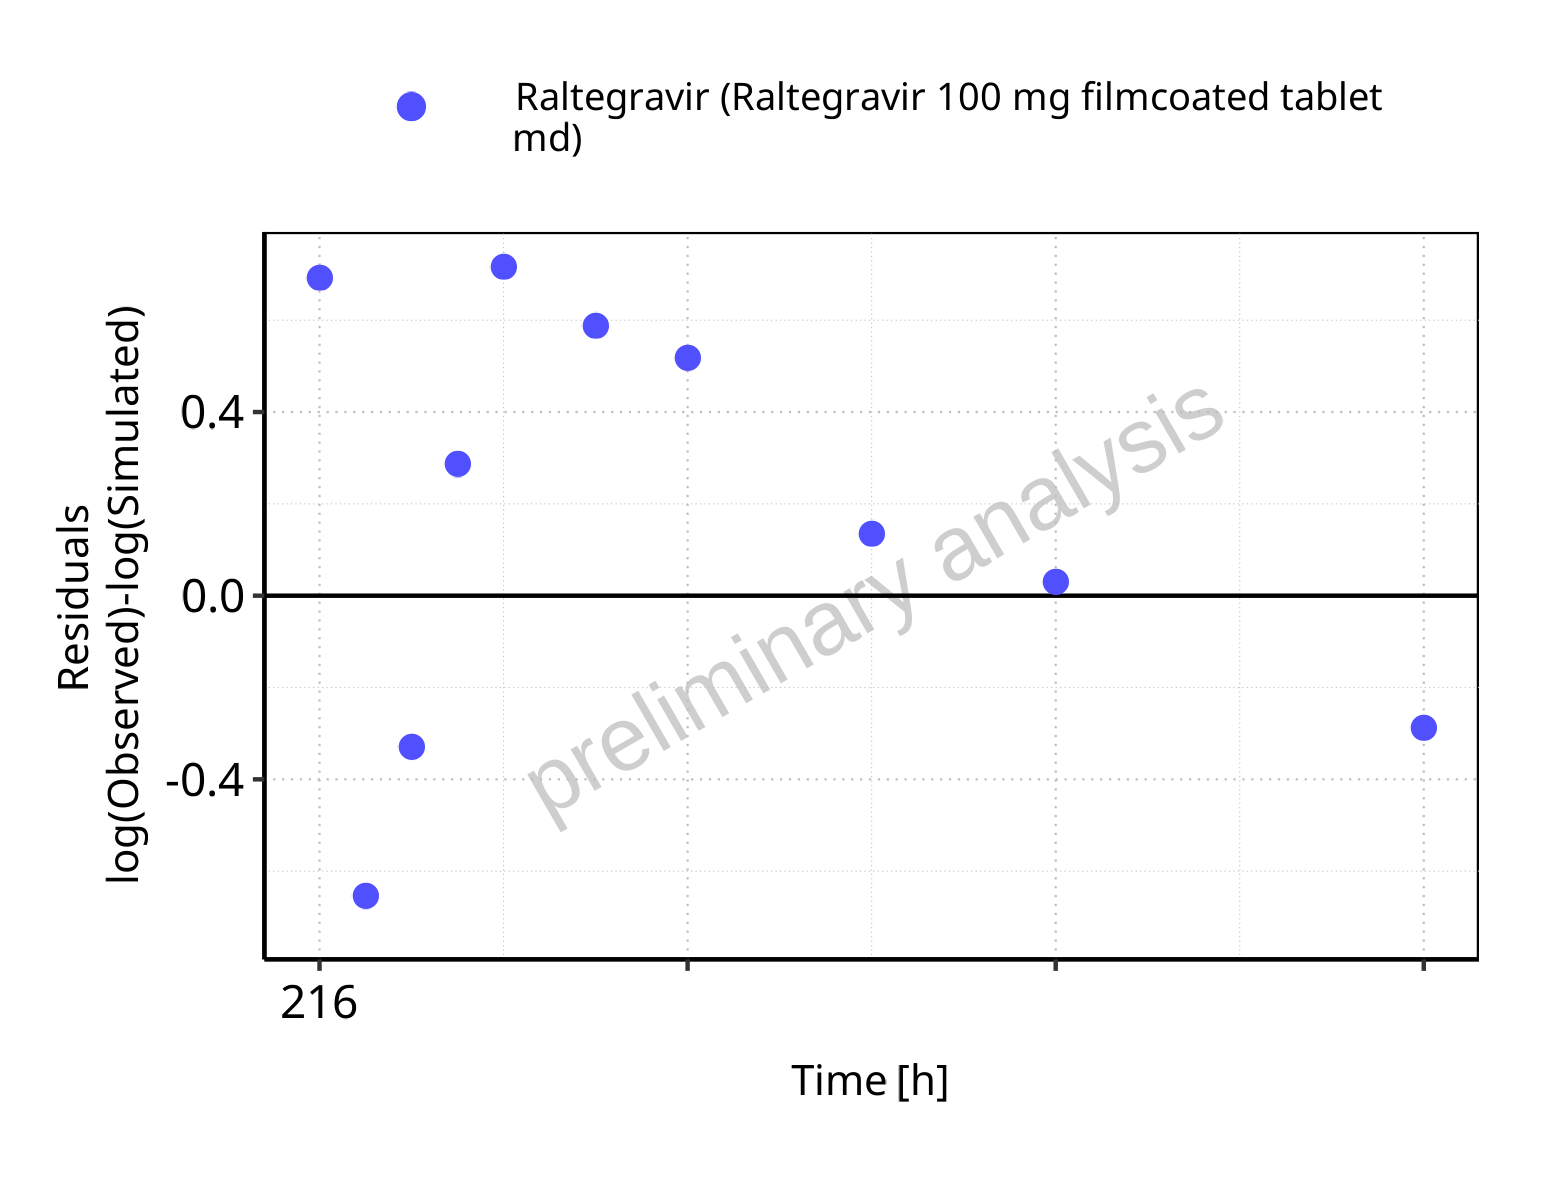 Raltegravir (Raltegravir 100 mg filmcoated tablet
md)
Residuals
log(Observed)-log(Simulated)
0.4
0.0
-0.4
preliminary analysis
216
Time [h]